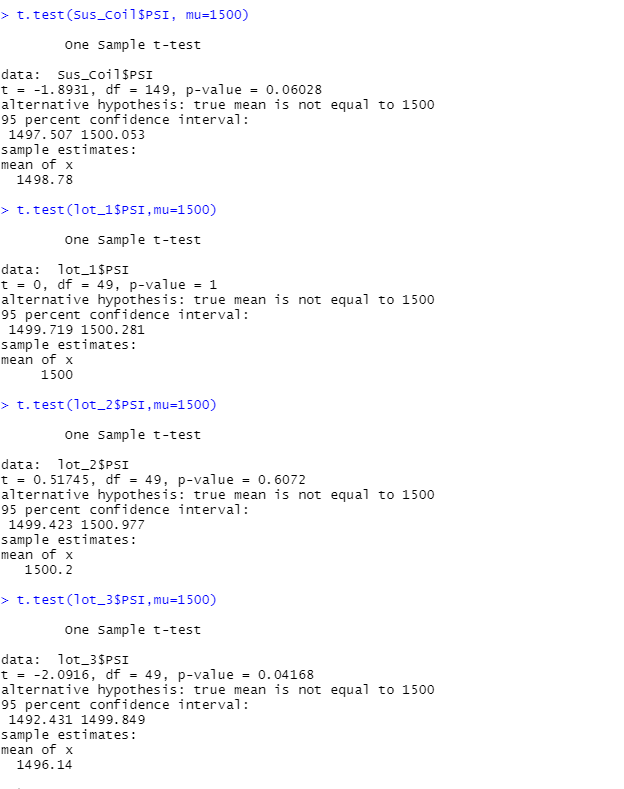 > t.test(Sus_Coil$PSI, mu=1500)
One Sample t-test
data:  Sus_Coil$PSI
t = -1.8931, df = 149, p-value = 0.06028
alternative hypothesis: true mean is not equal to 1500
95 percent confidence interval:
1497.507 1500.053
sample estimates:
mean of x
1498.78
> t.test(lot_1$PSI,mu=1500)
One Sample t-test
data:  lot_1$PSI
t = 0, df = 49, p-value = 1
alternative hypothesis: true mean is not equal to 1500
95 percent confidence interval:
1499.719 1500.281
sample estimates:
mean of x
1500
> t.test(lot_2$PSI,mu=1500)
One Sample t-test
data:  lot_2$PSI
t = 0.51745, df = 49, p-value = 0.6072
alternative hypothesis: true mean is not equal to 1500
95 percent confidence interval:
1499.423 1500.977
sample estimates:
mean of x
1500.2
> t.test(lot_3$PSI,mu=1500)
One Sample t-test
data:  lot_3$PSI
t = -2.0916, df = 49, p-value = 0.04168
alternative hypothesis: true mean is not equal to 1500
95 percent confidence interval:
1492.431 1499.849
sample estimates:
mean of x
1496.14